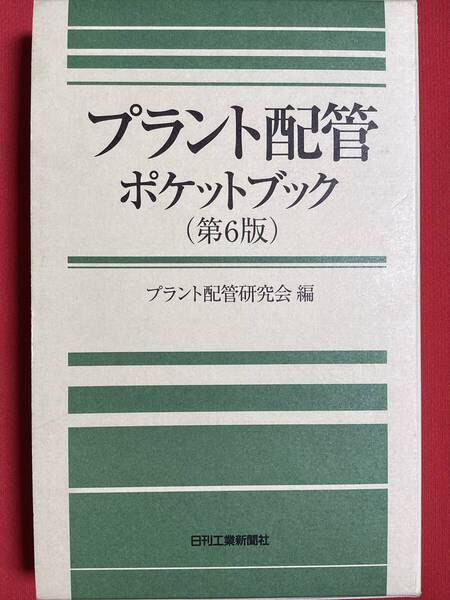 プラント配管
ポケットブック
(第6版)
プラント配管研究会 編
日刊工業新聞社